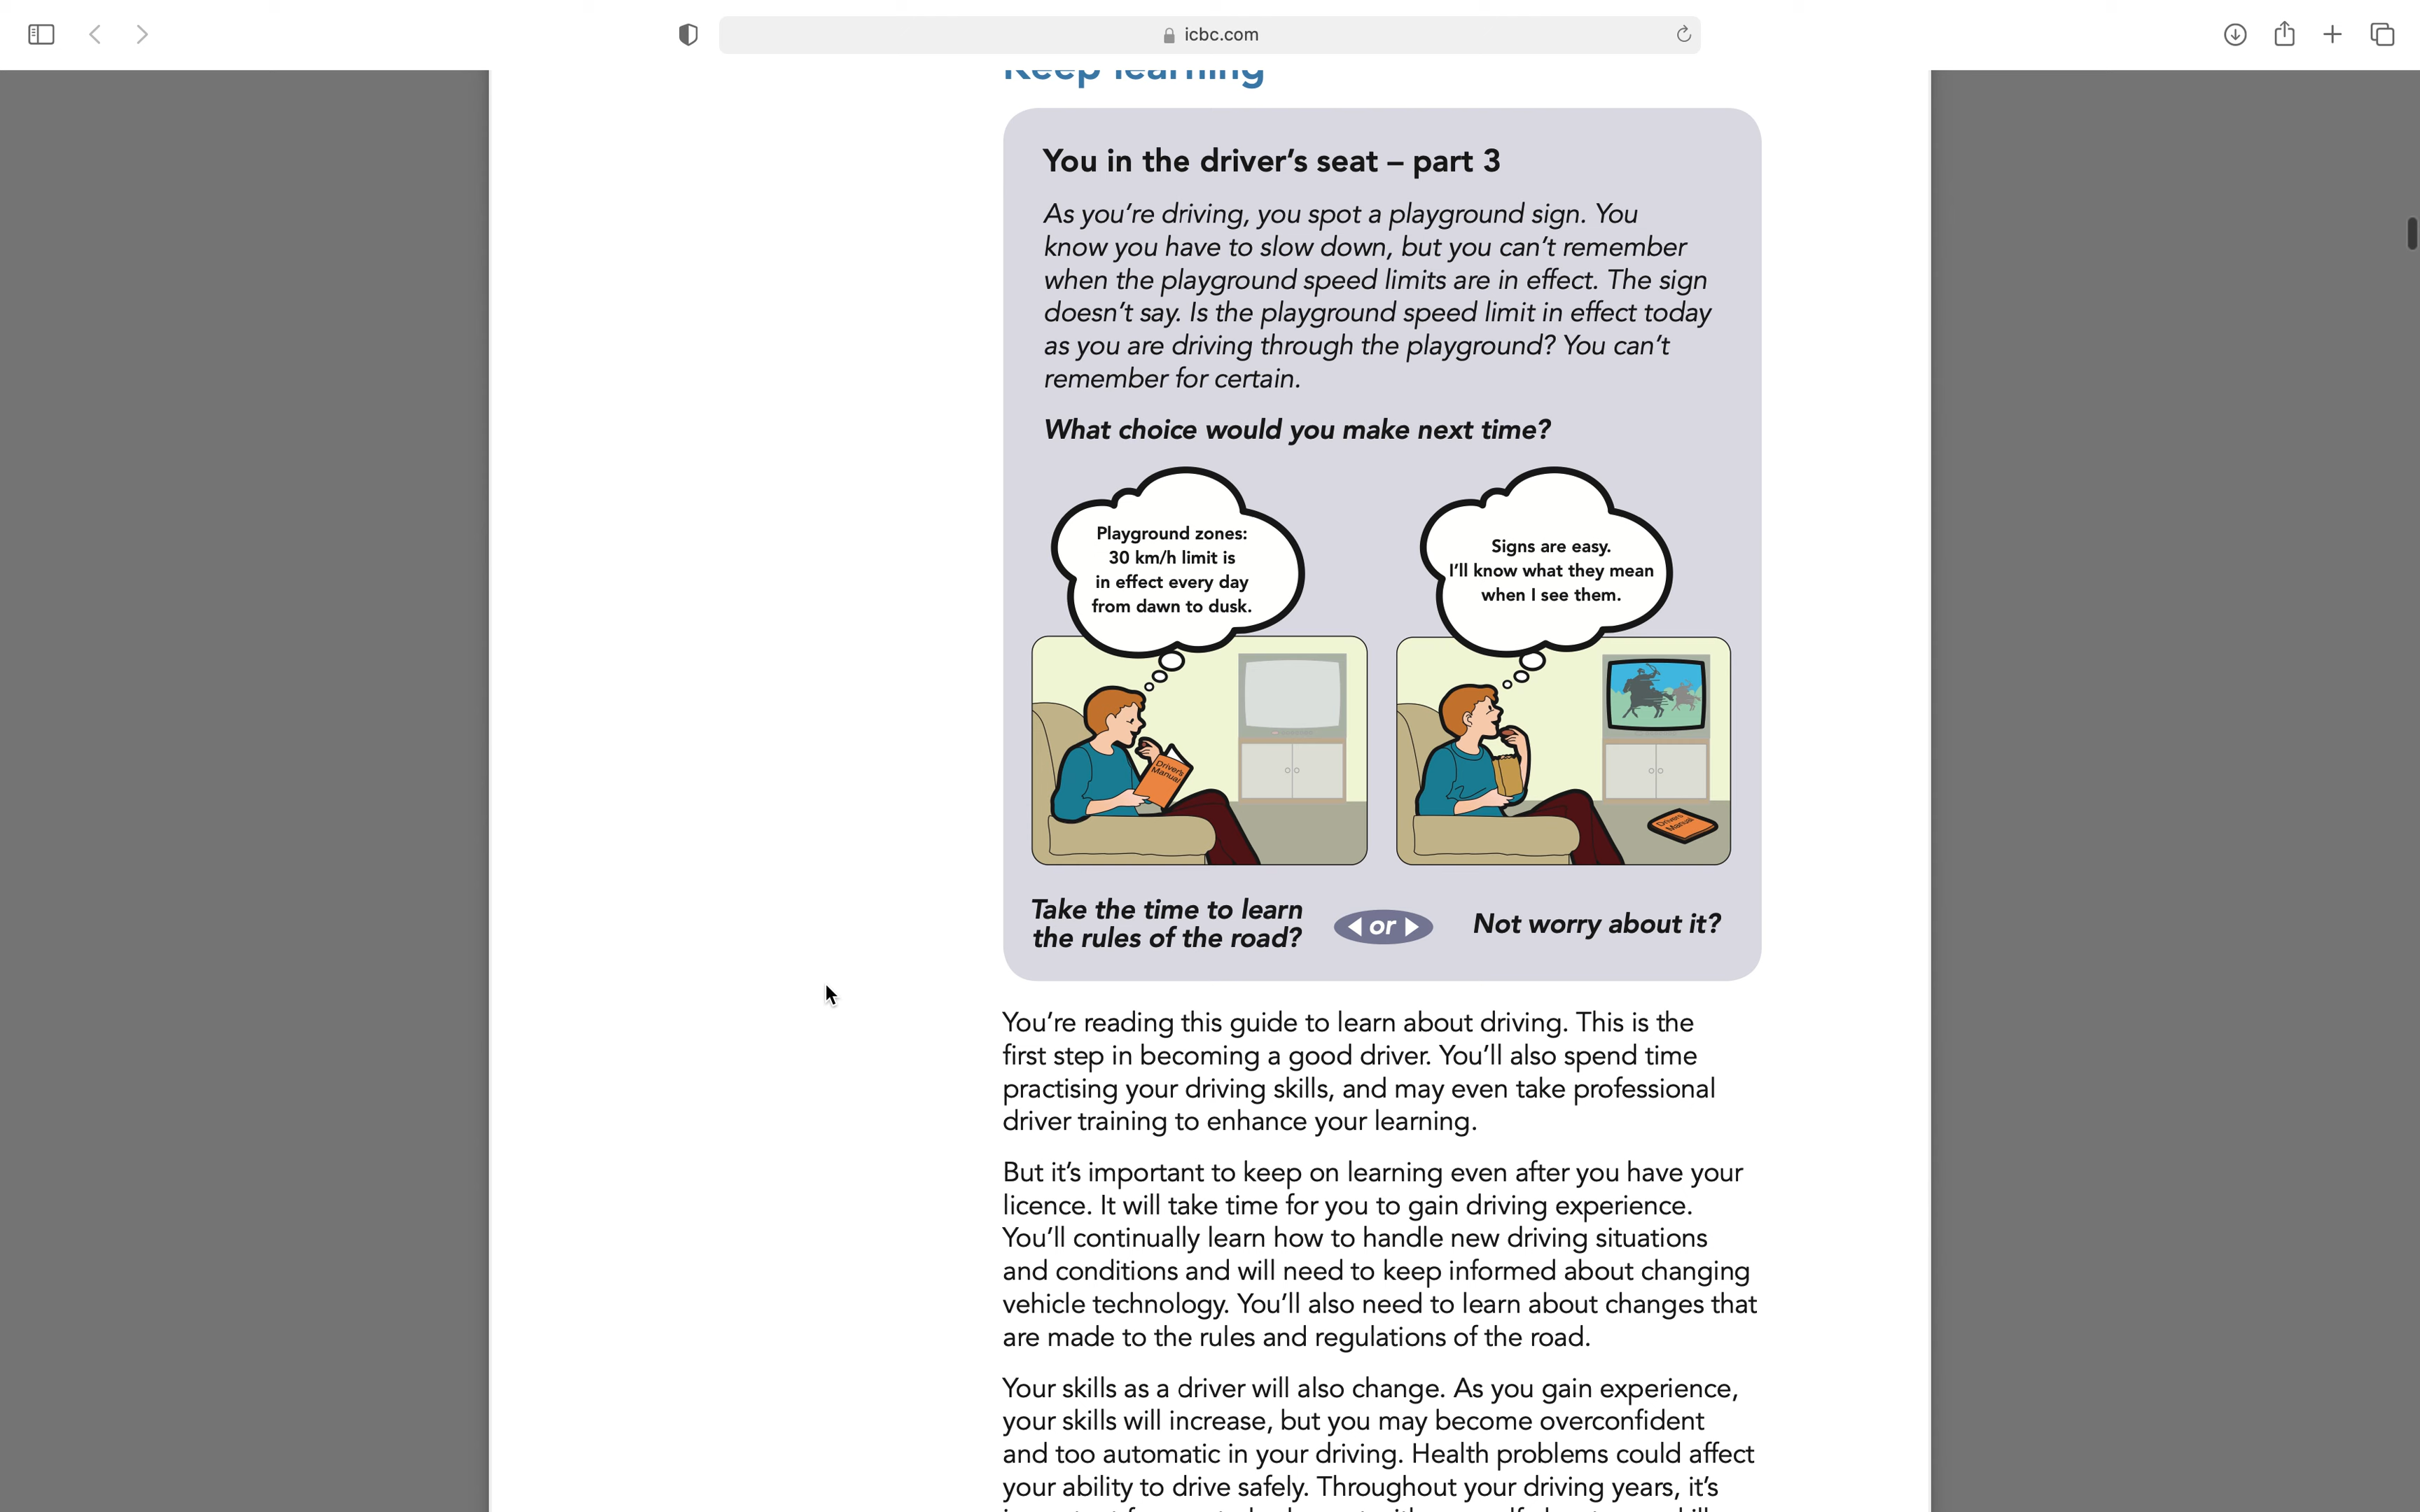 icbc.com
Keep learning
You in the driver's seat – part 3
As you're driving, you spot a playground sign. You
know you have to slow down, but you can't remember
when the playground speed limits are in effect. The sign
doesn't say. Is the playground speed limit in effect today
as you are driving through the playground? You can't
remember for certain.
What choice would you make next time?
Playground zones:
30 km/h limit is
in effect every day
from dawn to dusk.
Signs are easy.
I'll know what they mean
when I see them.
Driver's
Manual
Driver's
Manual
Take the time to learn
the rules of the road?
or
Not worry about it?
You're reading this guide to learn about driving. This is the
first step in becoming a good driver. You'll also spend time
practising your driving skills, and may even take professional
driver training to enhance your learning.
But it's important to keep on learning even after you have your
licence. It will take time for you to gain driving experience.
You'll continually learn how to handle new driving situations
and conditions and will need to keep informed about changing
vehicle technology. You'll also need to learn about changes that
are made to the rules and regulations of the road.
Your skills as a driver will also change. As you gain experience,
your skills will increase, but you may become overconfident
and too automatic in your driving. Health problems could affect
your ability to drive safely. Throughout your driving years, it's